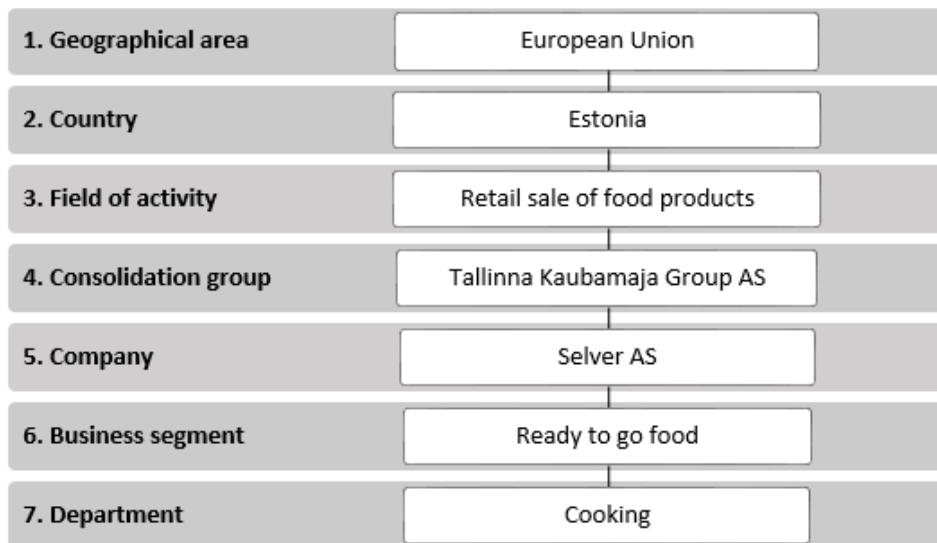 1. Geographical area
European Union
2. Country
Estonia
3. Field of activity
Retail sale of food products
4. Consolidation group
Tallinna Kaubamaja Group AS
5. Company
Selver AS
6. Business segment
Ready to go food
7. Department
Cooking